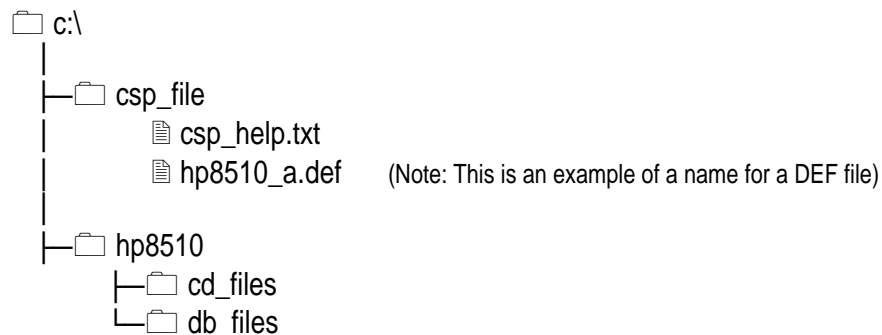 c:\
csp_file
csp_help.txt
hp8510_a.def (Note: This is an example of a name for a DEF file)
hp8510
cd_files
db_files